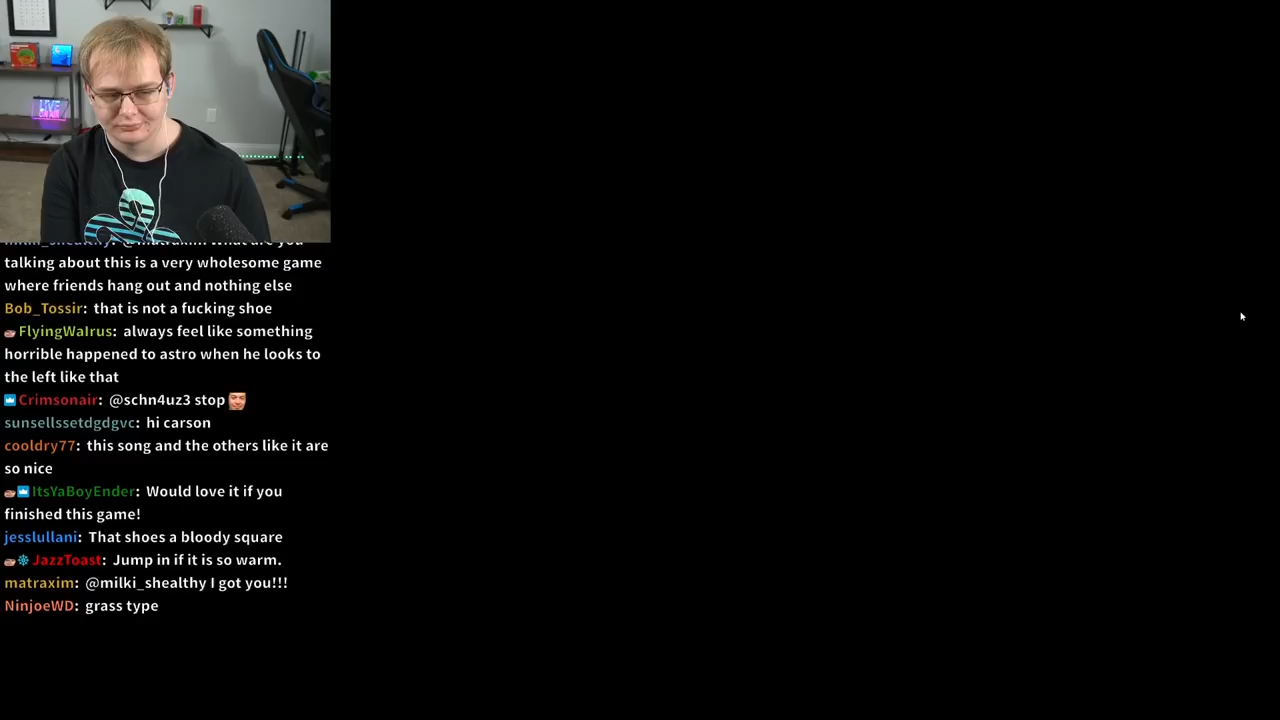 talking about this is a very wholesome game
where friends hang out and nothing else
Bob_Tossir: that is not a fucking shoe
FlyingWalrus: always feel like something
horrible happened to astro when he looks to
the left like that
Crimsonair: @schn4uz3 stop
sunsellssetdgdgvc: hi carson
cooldry77: this song and the others like it are
so nice
ItsYaBoyEnder: Would love it if you
finished this game!
jesslullani: That shoes a bloody square
JazzToast: Jump in if it is so warm.
matraxim: @milki_shealthy I got you!!!
NinjoeWD: grass type